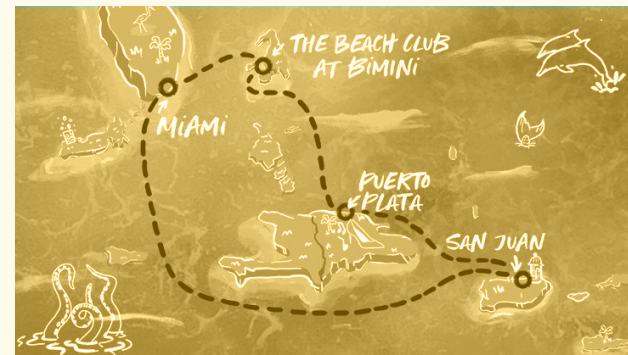 THE BEACH CLUB
AT BIMINI
MIAMI
PUERTO
PLATA
SAN JUAN